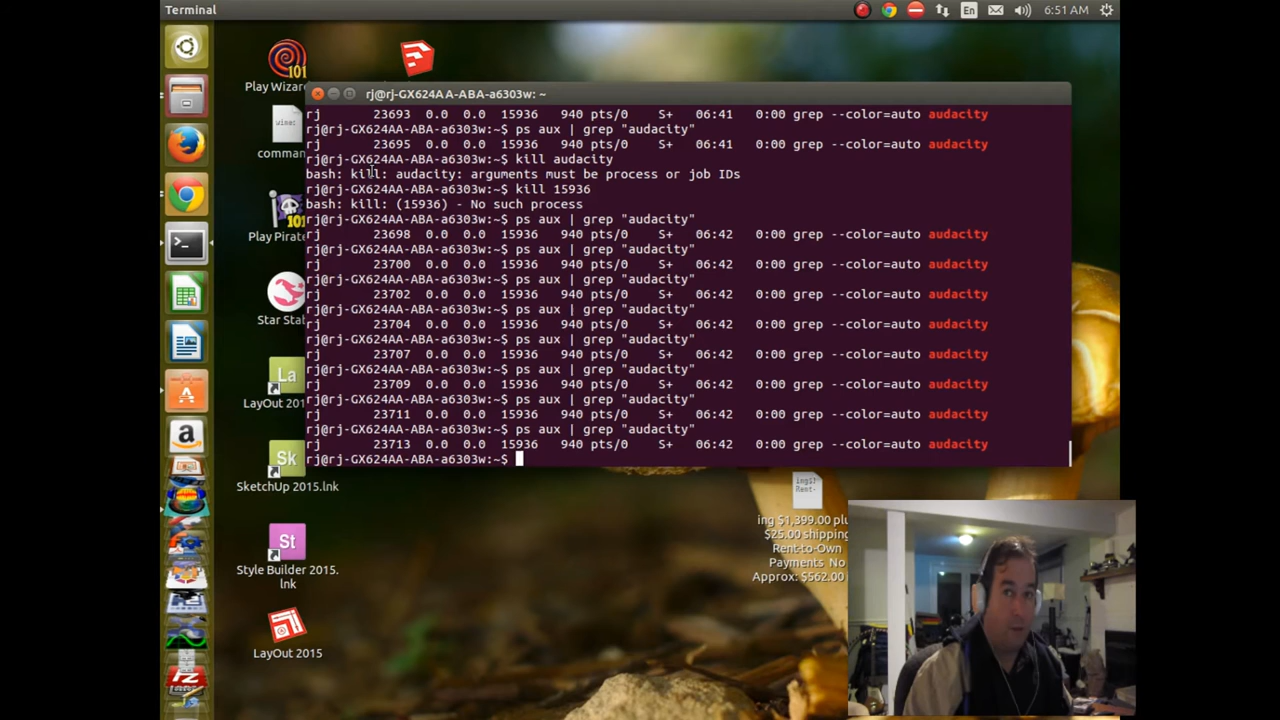 Terminal
En
6:51 AM
Play Wizard
rj@rj-GX624AA-ABA-a6303w: ~
rj 23693 0.0 0.0 15936 940 pts/0 S+ 06:41 0:00 grep --color=auto audacity
rj@rj-GX624AA-ABA-a6303w:~$ ps aux | grep "audacity"
rj 23695 0.0 0.0 15936 940 pts/0 S+ 06:41 0:00 grep --color=auto audacity
rj@rj-GX624AA-ABA-a6303w:~$ kill audacity
bash: kill: audacity: arguments must be process or job IDs
rj@rj-GX624AA-ABA-a6303w:~$ kill 15936
bash: kill: (15936) - No such process
rj@rj-GX624AA-ABA-a6303w:~$ ps aux | grep "audacity"
rj 23698 0.0 0.0 15936 940 pts/0 S+ 06:42 0:00 grep --color=auto audacity
rj@rj-GX624AA-ABA-a6303w:~$ ps aux | grep "audacity"
rj 23700 0.0 0.0 15936 940 pts/0 S+ 06:42 0:00 grep --color=auto audacity
rj@rj-GX624AA-ABA-a6303w:~$ ps aux | grep "audacity"
rj 23702 0.0 0.0 15936 940 pts/0 S+ 06:42 0:00 grep --color=auto audacity
rj@rj-GX624AA-ABA-a6303w:~$ ps aux | grep "audacity"
rj 23704 0.0 0.0 15936 940 pts/0 S+ 06:42 0:00 grep --color=auto audacity
rj@rj-GX624AA-ABA-a6303w:~$ ps aux | grep "audacity"
rj 23707 0.0 0.0 15936 940 pts/0 S+ 06:42 0:00 grep --color=auto audacity
rj@rj-GX624AA-ABA-a6303w:~$ ps aux | grep "audacity"
rj 23709 0.0 0.0 15936 940 pts/0 S+ 06:42 0:00 grep --color=auto audacity
rj@rj-GX624AA-ABA-a6303w:~$ ps aux | grep "audacity"
rj 23711 0.0 0.0 15936 940 pts/0 S+ 06:42 0:00 grep --color=auto audacity
rj@rj-GX624AA-ABA-a6303w:~$ ps aux | grep "audacity"
rj 23713 0.0 0.0 15936 940 pts/0 S+ 06:42 0:00 grep --color=auto audacity
rj@rj-GX624AA-ABA-a6303w:~$
101
comman
101
Play Pirate
Star Stat
La
LayOut 201
Sk
SketchUp 2015.lnk
St
Style Builder 2015.
lnk
LayOut 2015
ing $1,399.00 plu
$25.00 shipping
Rent-to-Own
Payments No
Approx: $562.00